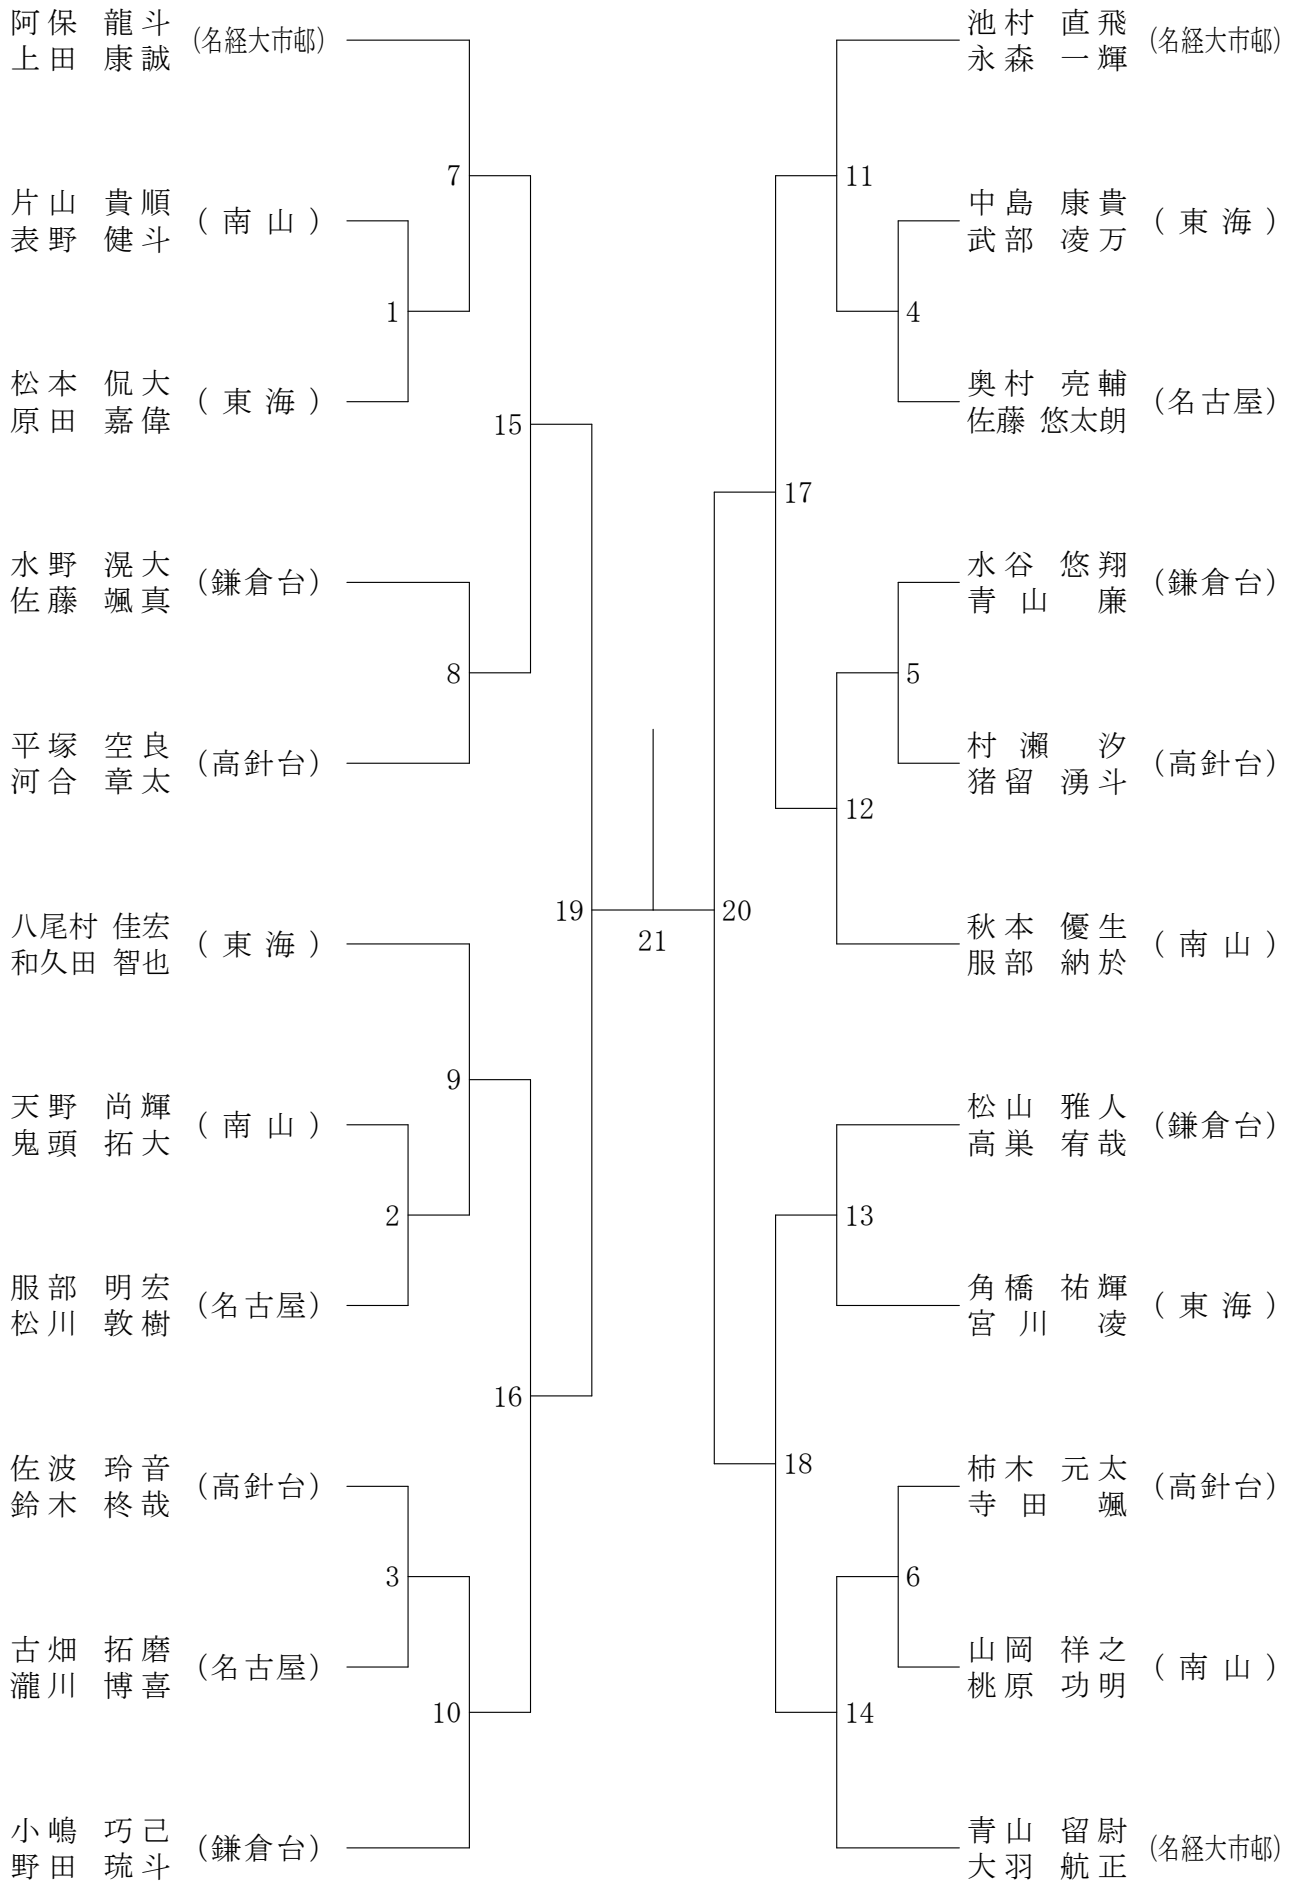 阿保 龍斗
上田 康誠
(名経大市邨)
片山 貴順
表野 健斗
(南山)
松本 侃大
原田 嘉偉
(東海)
水野 滉大
佐藤 颯真
(鎌倉台)
平塚 空良
河合 章太
(高針台)
八尾村 佳宏
和久田 智也
(東海)
天野 尚輝
鬼頭 拓大
(南山)
服部 明宏
松川 敦樹
(名古屋)
佐波 玲音
鈴木 柊哉
(高針台)
古畑 拓磨
瀧川 博喜
(名古屋)
小嶋 巧己
野田 琉斗
(鎌倉台)
7
1
15
8
19
9
2
16
3
10
21
20
11
4
17
5
12
13
18
6
14
池村 直飛
永森 一輝
(名経大市邨)
中島 康貴
武部 凌万
(東海)
奥村 亮輔
佐藤 悠太朗
(名古屋)
水谷 悠翔
青山 廉
(鎌倉台)
村瀬 汐
猪留 湧斗
(高針台)
秋本 優生
服部 納於
(南山)
松山 雅人
高巣 宥哉
(鎌倉台)
角橋 祐輝
宮川 凌
(東海)
柿木 元太
寺田 颯
(高針台)
山岡 祥之
桃原 功明
(南山)
青山 留尉
大羽 航正
(名経大市邨)